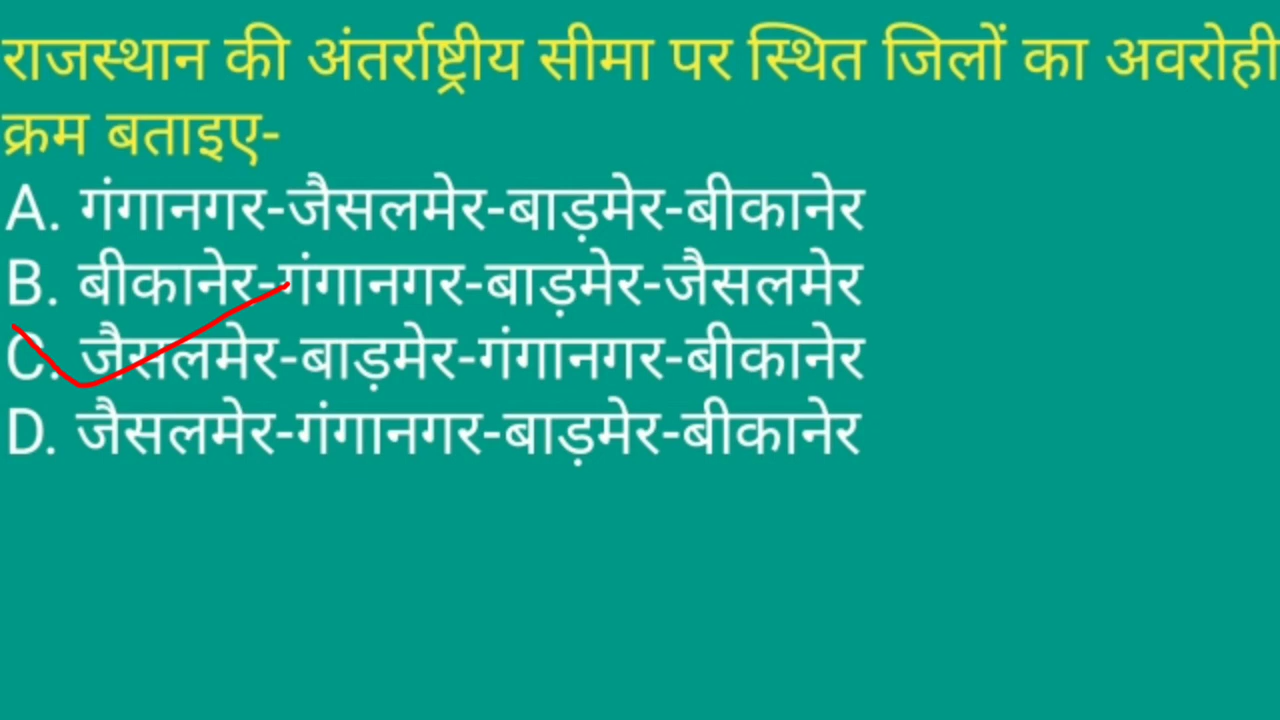 राजस्थान की अंतर्राष्ट्रीय सीमा पर स्थित जिलों का अवरोही
क्रम बताइए-
A. गंगानगर-जैसलमेर-बाड़मेर-बीकानेर
B. बीकानेर-गंगानगर-बाड़मेर-जैसलमेर
C. जैसलमेर-बाड़मेर-गंगानगर-बीकानेर
D. जैसलमेर-गंगानगर-बाड़मेर-बीकानेर